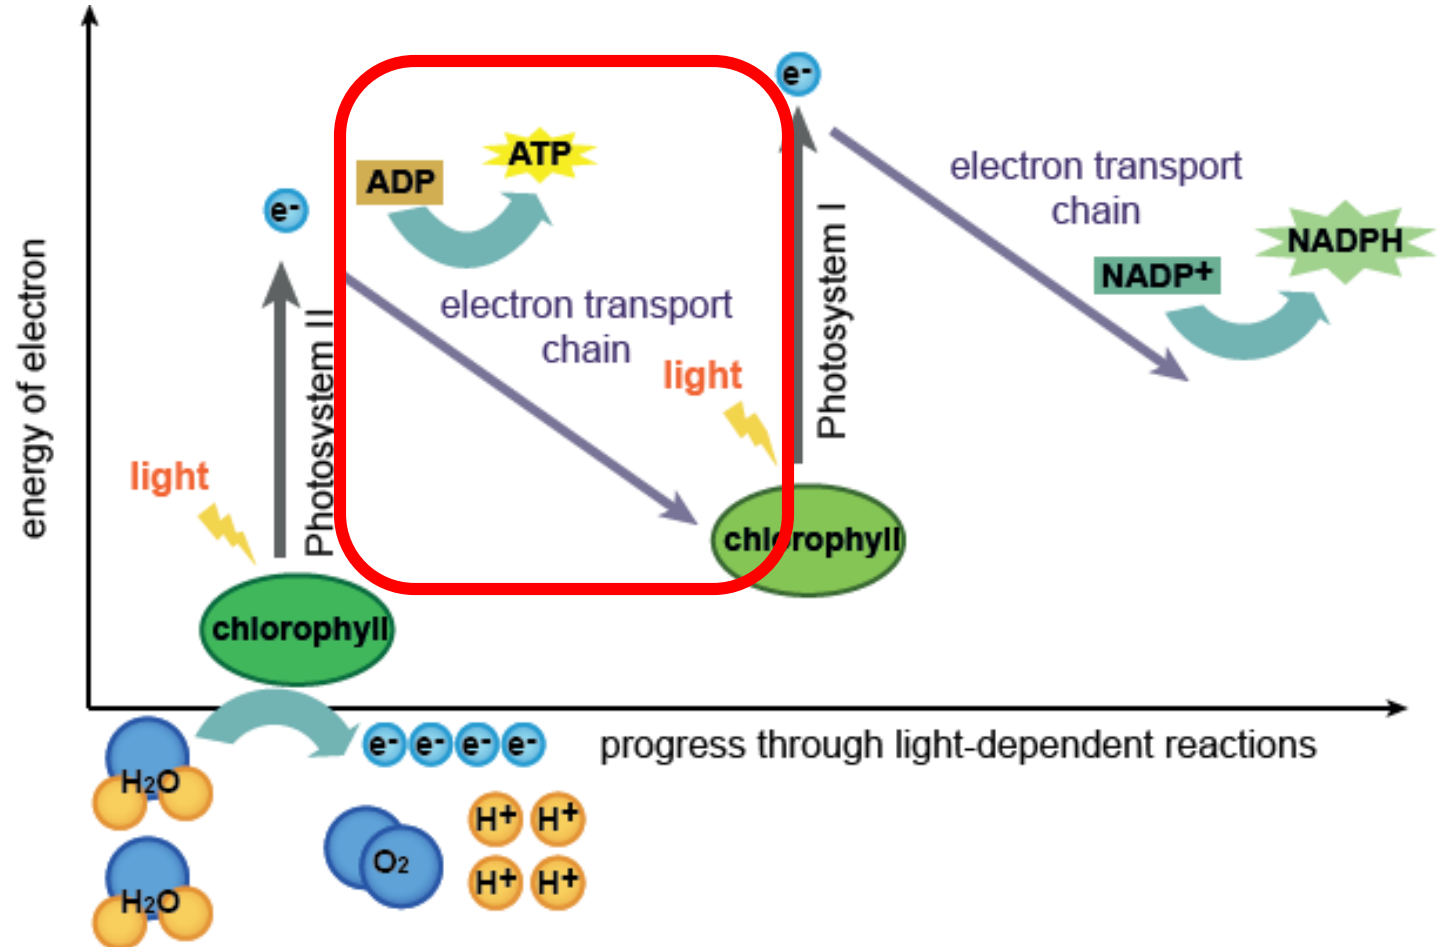 e-
ATP
ADP
e-
electron transport
chain
NADPH
NADP+
electron transport
chain
light
Photosystem I
Photosystem II
energy of electron
light
chlorophyll
chlorophyll
progress through light-dependent reactions
e- e- e- e-
H2O
H+ H+
O2
H+ H+
H2O